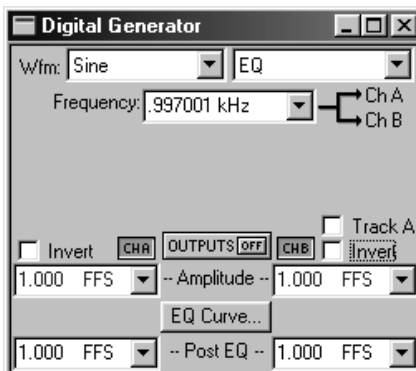 Digital Generator
Wfm: Sine EQ
Frequency: .997001 kHz Ch A
Ch B
Track A
Invert CHA OUTPUTS OFF CHB Invert
1.000 FFS -- Amplitude -- 1.000 FFS
EQ Curve...
1.000 FFS -- Post EQ -- 1.000 FFS